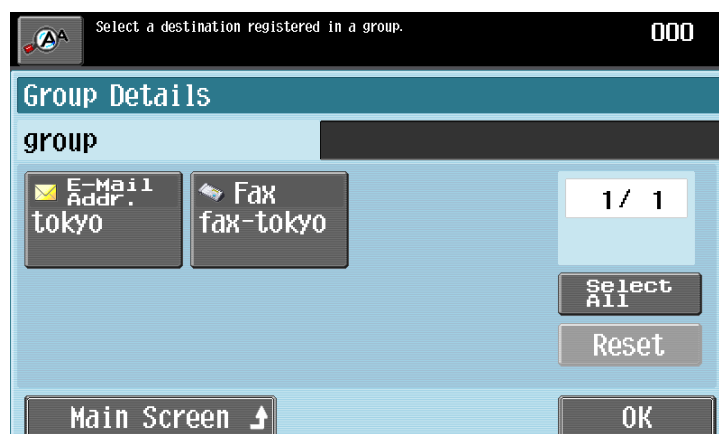 AA
Select a destination registered in a group.
000
Group Details
group
E-Mail
Addr.
tokyo
Fax
fax-tokyo
1/ 1
Select
All
Reset
Main Screen
OK